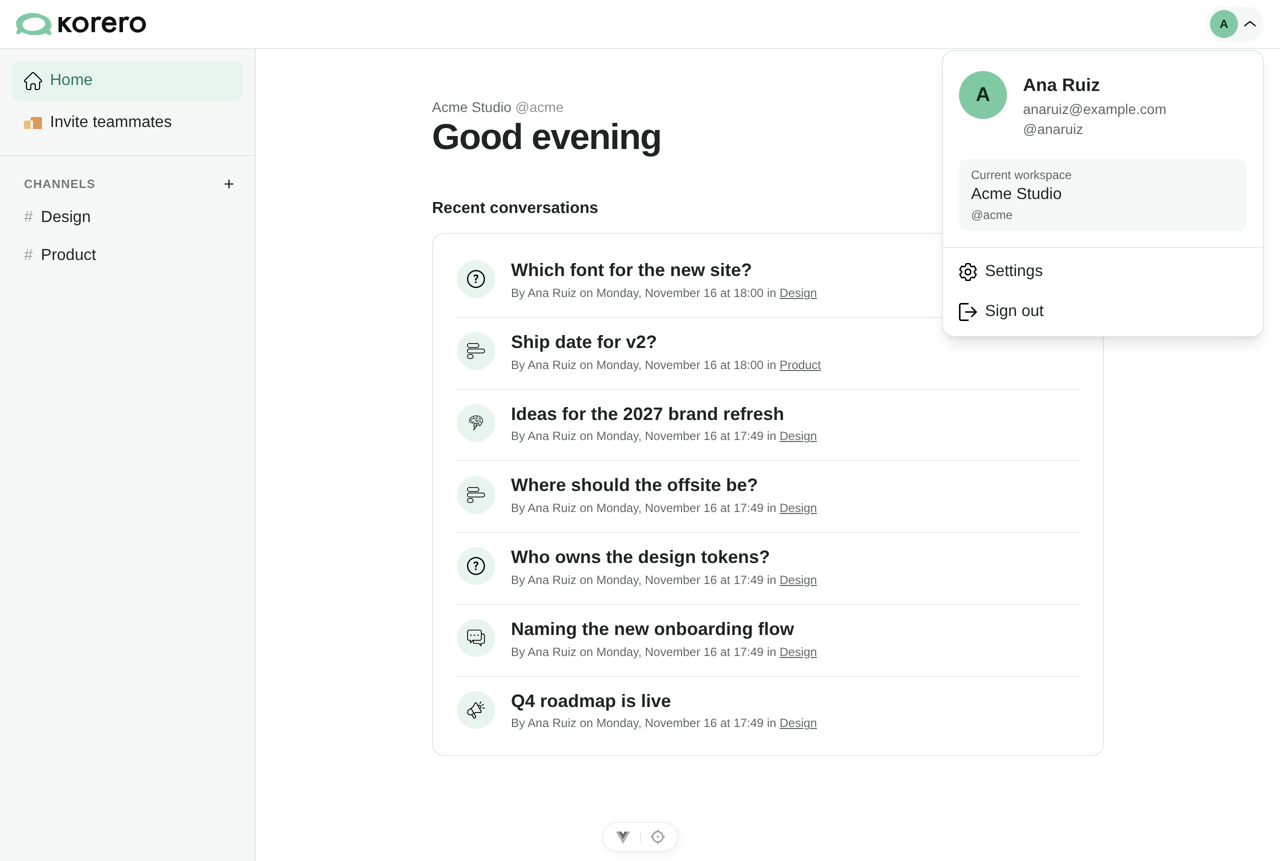 korero
A
Home
Invite teammates
CHANNELS
+
# Design
# Product
Acme Studio @acme
Good evening
Recent conversations
Which font for the new site?
By Ana Ruiz on Monday, November 16 at 18:00 in Design
Ship date for v2?
By Ana Ruiz on Monday, November 16 at 18:00 in Product
Ideas for the 2027 brand refresh
By Ana Ruiz on Monday, November 16 at 17:49 in Design
Where should the offsite be?
By Ana Ruiz on Monday, November 16 at 17:49 in Design
Who owns the design tokens?
By Ana Ruiz on Monday, November 16 at 17:49 in Design
Naming the new onboarding flow
By Ana Ruiz on Monday, November 16 at 17:49 in Design
Q4 roadmap is live
By Ana Ruiz on Monday, November 16 at 17:49 in Design
A
Ana Ruiz
anaruiz@example.com
@anaruiz
Current workspace
Acme Studio
@acme
Settings
Sign out